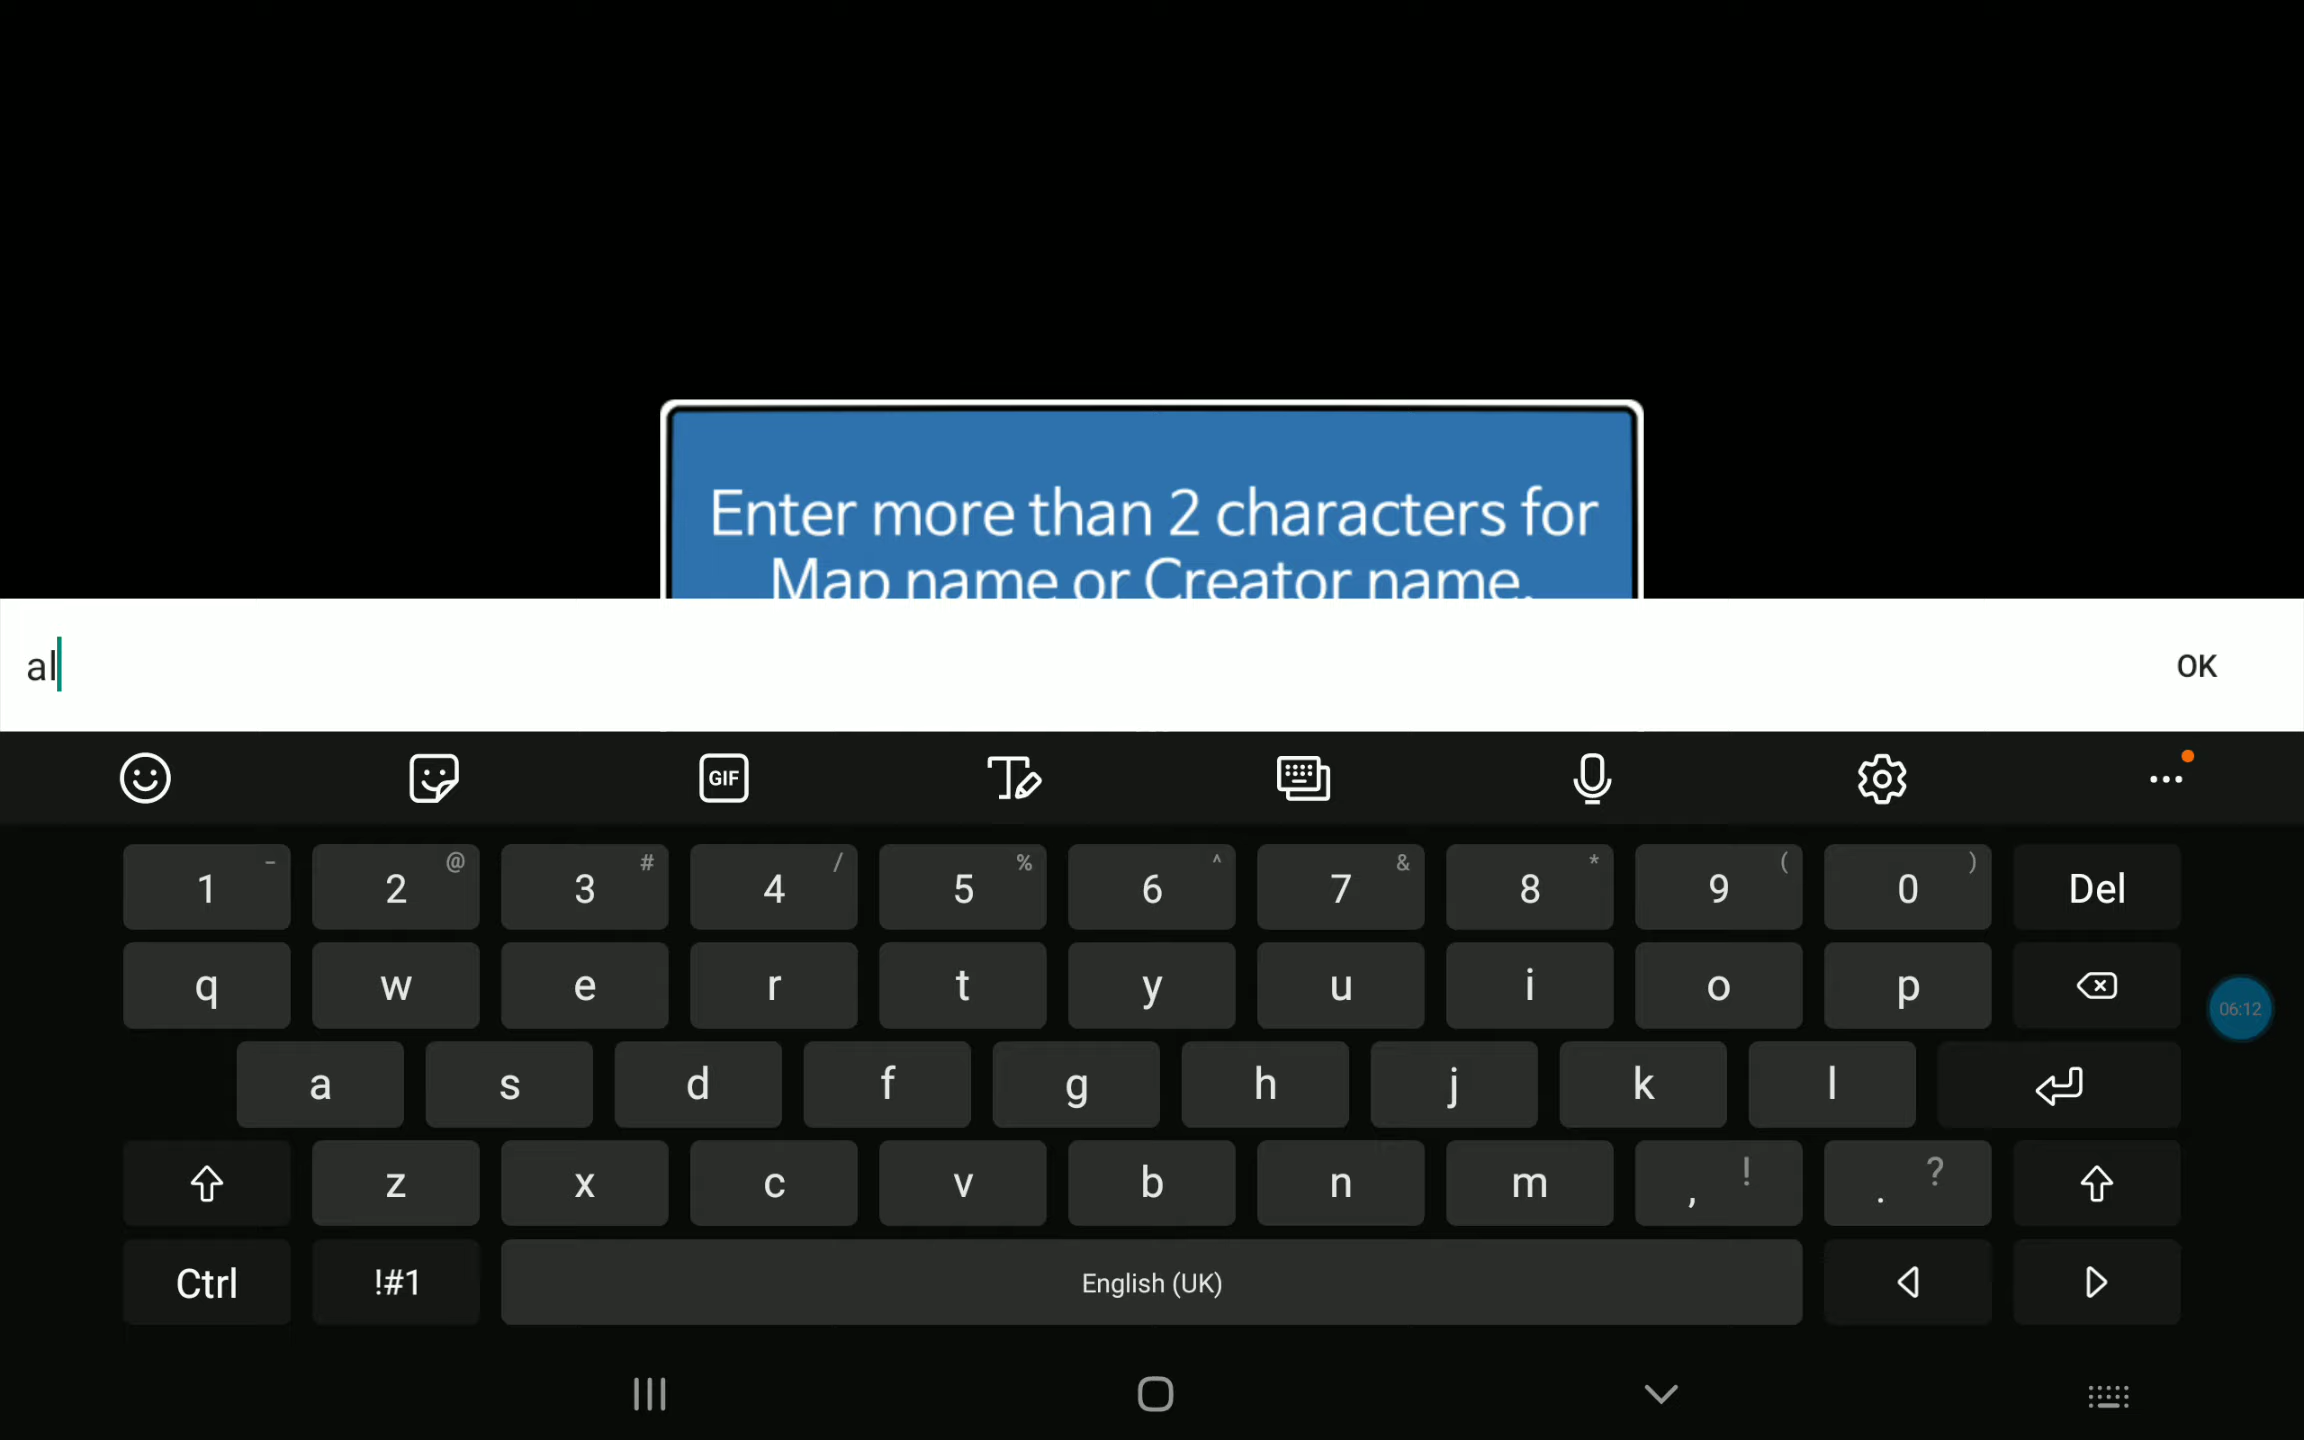 Enter more than 2 characters for
Map name or Creator name.
al
OK
GIF
1 - 2 @ 3 # 4 / 5 % 6 ^ 7 & 8 * 9 ( 0 ) Del
q w e r t y u i o p
06:12
a s d f g h j k l
z x c v b n m , ! . ?
Ctrl !#1 English (UK)